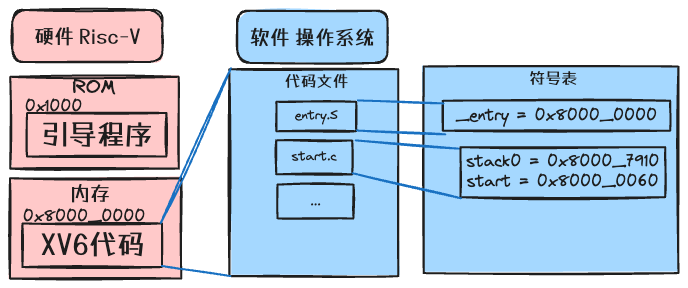 硬件 Risc-V
软件 操作系统
ROM
0x1000
引导程序
内存
0x8000_0000
XV6代码
代码文件
entry.S
start.c
...
符号表
_entry = 0x8000_0000
stack0 = 0x8000_7910
start = 0x8000_0060